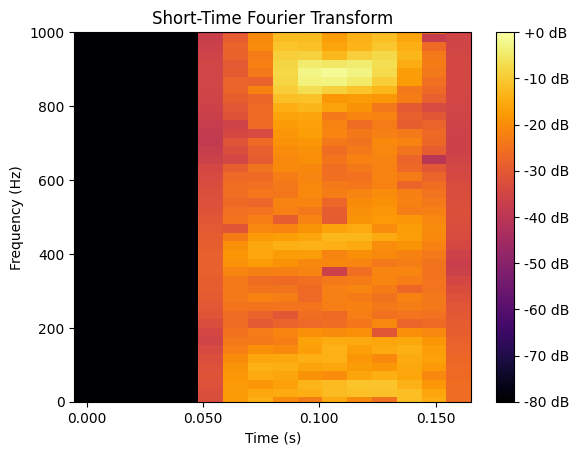 Short-Time Fourier Transform
1000
800
600
400
200
0
Frequency (Hz)
0.000
0.050
0.100
0.150
Time (s)
+0 dB
-10 dB
-20 dB
-30 dB
-40 dB
-50 dB
-60 dB
-70 dB
-80 dB